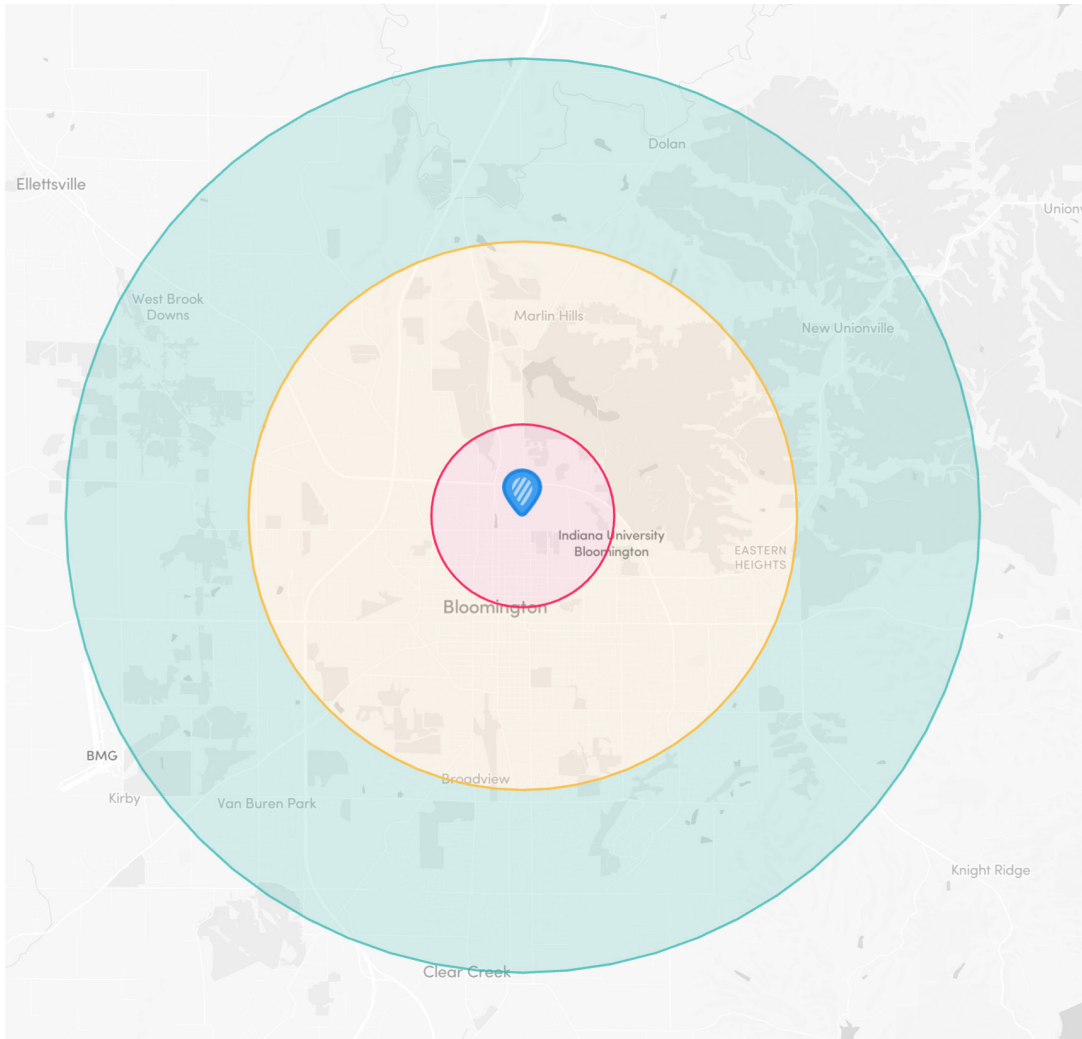 Dolan
Ellettsville
Unionv
West Brook
Downs
Marlin Hills
New Unionville
Indiana University
Bloomington
EASTERN
HEIGHTS
Bloomington
BMG
Broadview
Kirby
Van Buren Park
Knight Ridge
Clear Creek